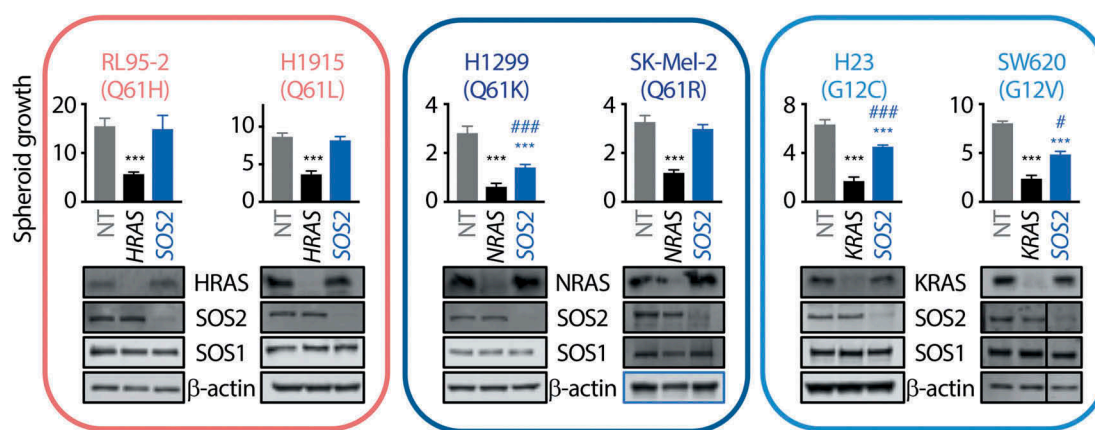 Spheroid growth
RL95-2
(Q61H)
20
15
10
5
0
***
NT
HRAS
SOS2
H1915
(Q61L)
10
5
0
***
NT
HRAS
SOS2
HRAS
SOS2
SOS1
β-actin
H1299
(Q61K)
4
2
0
***
###
***
NT
NRAS
SOS2
SK-Mel-2
(Q61R)
4
2
0
***
NT
NRAS
SOS2
NRAS
SOS2
SOS1
β-actin
H23
(G12C)
8
4
0
***
###
***
NT
KRAS
SOS2
SW620
(G12V)
10
5
0
***
#
***
NT
KRAS
SOS2
KRAS
SOS2
SOS1
β-actin